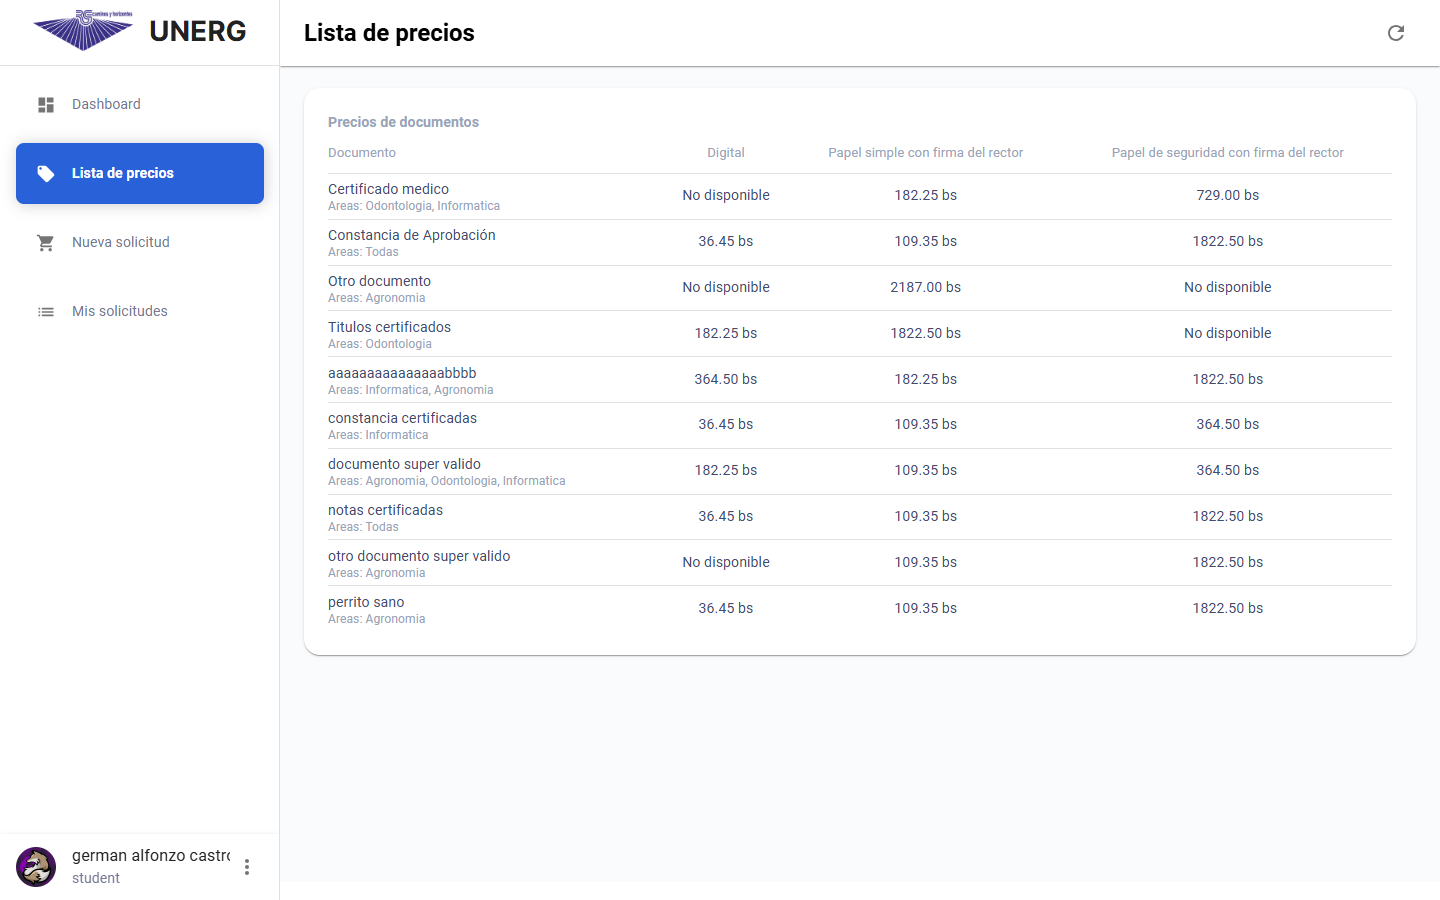 caminos y horizontes
UNERG
Lista de precios
Dashboard
Lista de precios
Nueva solicitud
Mis solicitudes
Precios de documentos
Documento Digital Papel simple con firma del rector Papel de seguridad con firma del rector
Certificado medico No disponible 182.25 bs 729.00 bs
Areas: Odontologia, Informatica
Constancia de Aprobación 36.45 bs 109.35 bs 1822.50 bs
Areas: Todas
Otro documento No disponible 2187.00 bs No disponible
Areas: Agronomia
Titulos certificados 182.25 bs 1822.50 bs No disponible
Areas: Odontologia
aaaaaaaaaaaaaaabbbb 364.50 bs 182.25 bs 1822.50 bs
Areas: Informatica, Agronomia
constancia certificadas 36.45 bs 109.35 bs 364.50 bs
Areas: Informatica
documento super valido 182.25 bs 109.35 bs 364.50 bs
Areas: Agronomia, Odontologia, Informatica
notas certificadas 36.45 bs 109.35 bs 1822.50 bs
Areas: Todas
otro documento super valido No disponible 109.35 bs 1822.50 bs
Areas: Agronomia
perrito sano 36.45 bs 109.35 bs 1822.50 bs
Areas: Agronomia
german alfonzo castro
student